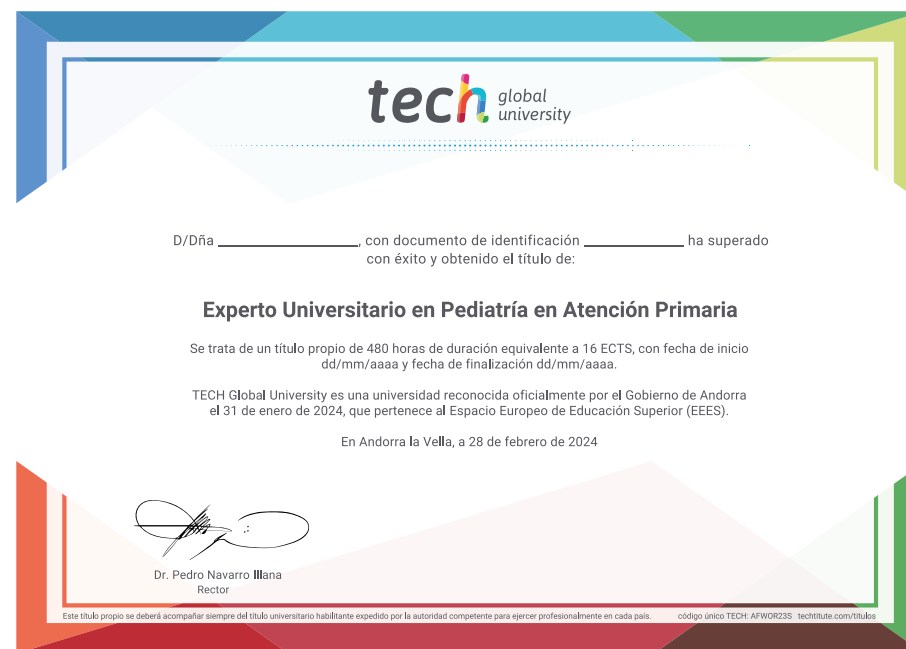 tech global university
D/Dña ____________________, con documento de identificación ______________ ha superado
con éxito y obtenido el título de:
Experto Universitario en Pediatría en Atención Primaria
Se trata de un título propio de 480 horas de duración equivalente a 16 ECTS, con fecha de inicio
dd/mm/aaaa y fecha de finalización dd/mm/aaaa.
TECH Global University es una universidad reconocida oficialmente por el Gobierno de Andorra
el 31 de enero de 2024, que pertenece al Espacio Europeo de Educación Superior (EEES).
En Andorra la Vella, a 28 de febrero de 2024
Dr. Pedro Navarro Illana
Rector
Este título propio se deberá acompañar siempre del título universitario habilitante expedido por la autoridad competente para ejercer profesionalmente en cada país. código único TECH: AFWOR23S techtitute.com/titulos